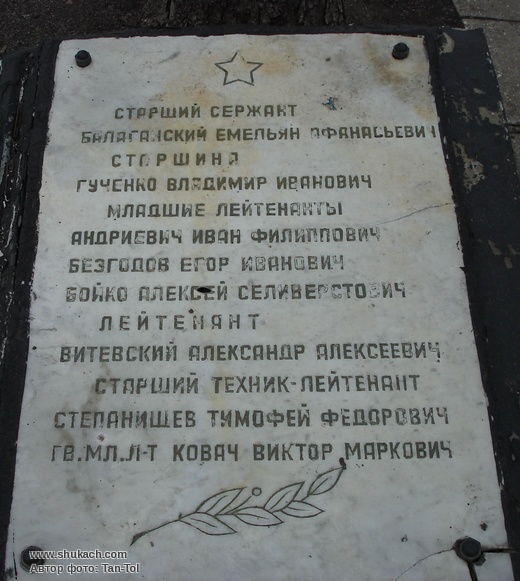 СТАРШИЙ СЕРЖАНТ
БАЛАГАНСКИЙ ЕМЕЛЬЯН АФАНАСЬЕВИЧ
СТАРШИНА
ГУЧЕНКО ВЛАДИМИР ИВАНОВИЧ
МЛАДШИЕ ЛЕЙТЕНАНТЫ
АНДРИЕВИЧ ИВАН ФИЛИППОВИЧ
БЕЗГОДОВ ЕГОР ИВАНОВИЧ
БОЙКО АЛЕКСЕЙ СЕЛИВЕРСТОВИЧ
ЛЕЙТЕНАНТ
ВИТЕВСКИЙ АЛЕКСАНДР АЛЕКСЕЕВИЧ
СТАРШИЙ ТЕХНИК-ЛЕЙТЕНАНТ
СТЕПАНИЩЕВ ТИМОФЕЙ ФЕДОРОВИЧ
ГВ.МЛ.Л-Т КОВАЧ ВИКТОР МАРКОВИЧ
www.shukach.com
Автор фото: Tan-Tol